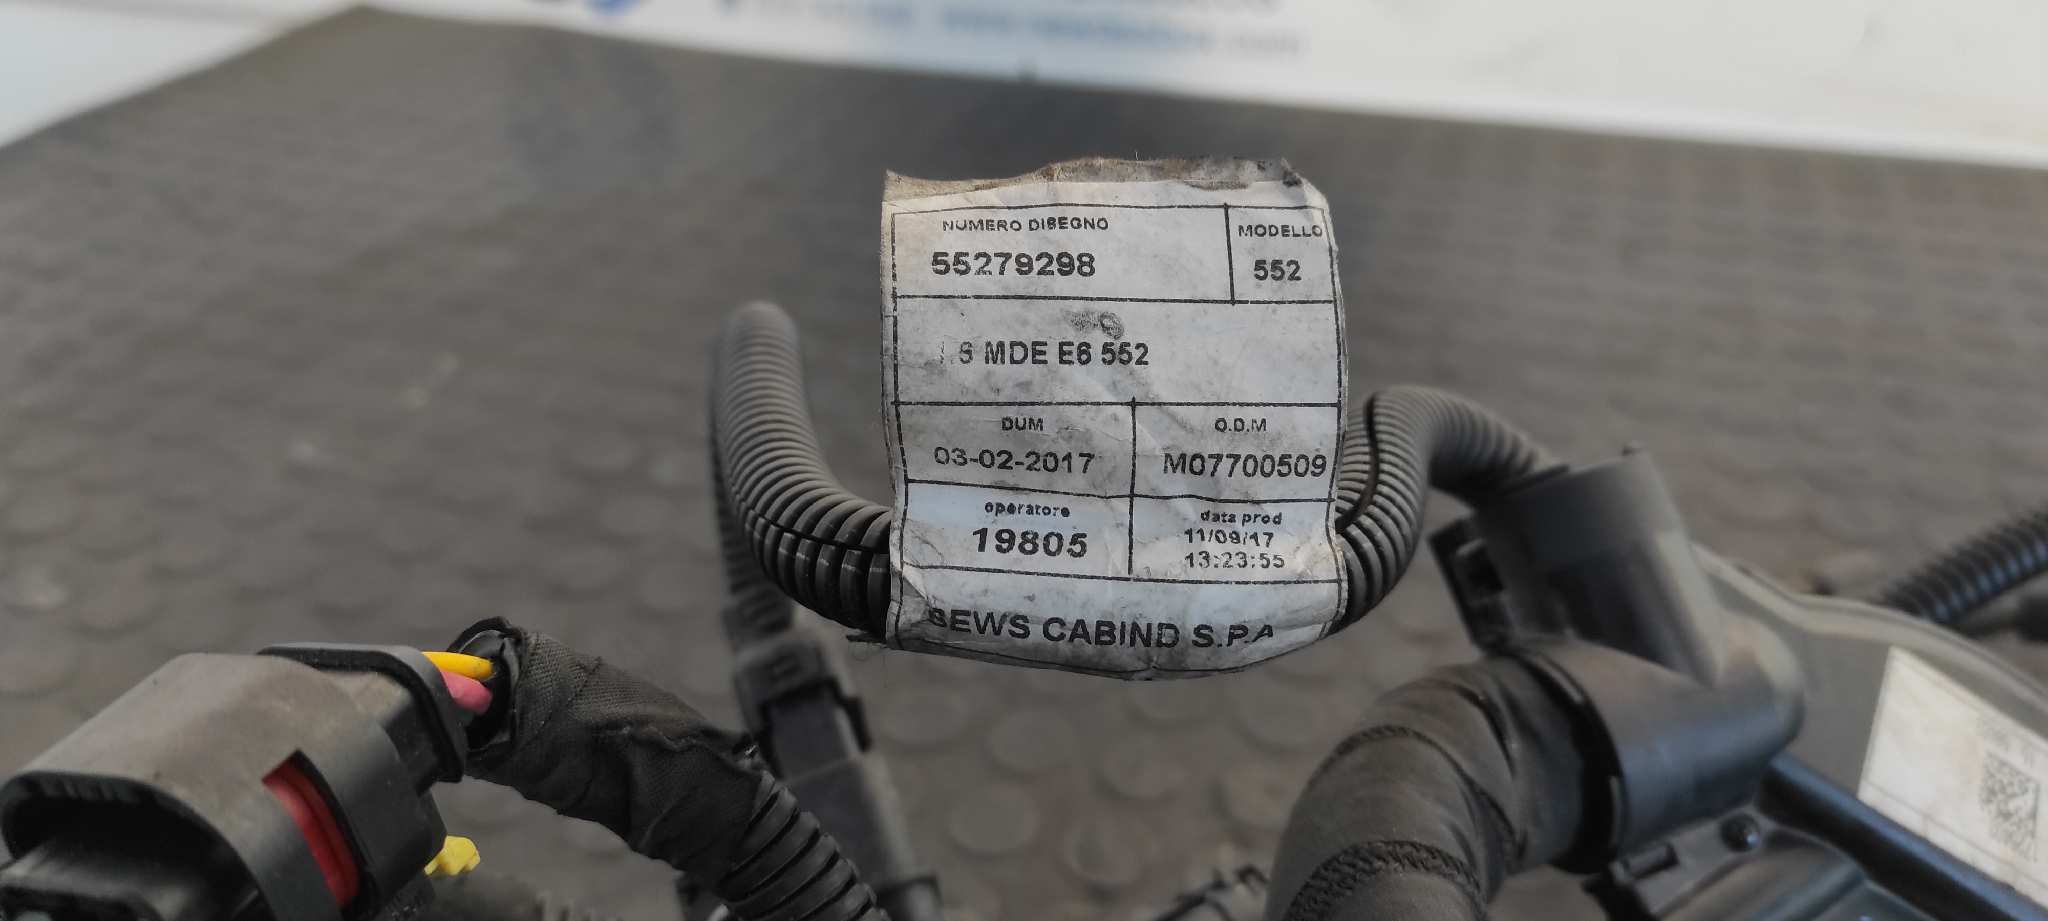 NUMERO DISEGNO
MODELLO
55279298
552
MDE E6 552
DUM
O.D.M
03-02-2017
M07700509
operatore
data prod
19805
11/09/17
13:23:55
SEWS CABIND S.P.A